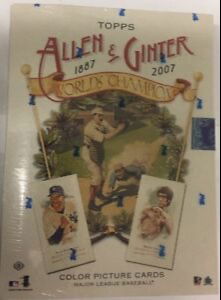 TOPPS
ALLEN & GINTER
1887 2007
WORLD'S CHAMPIONS
COLOR PICTURE CARDS
MAJOR LEAGUE BASEBALL®